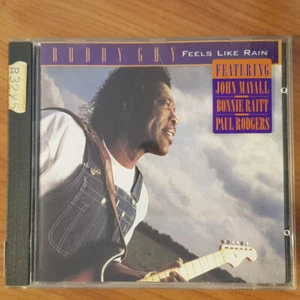 BUDDY GUY FEELS LIKE RAIN
FEATURING
JOHN MAYALL
BONNIE RAITT
PAUL RODGERS